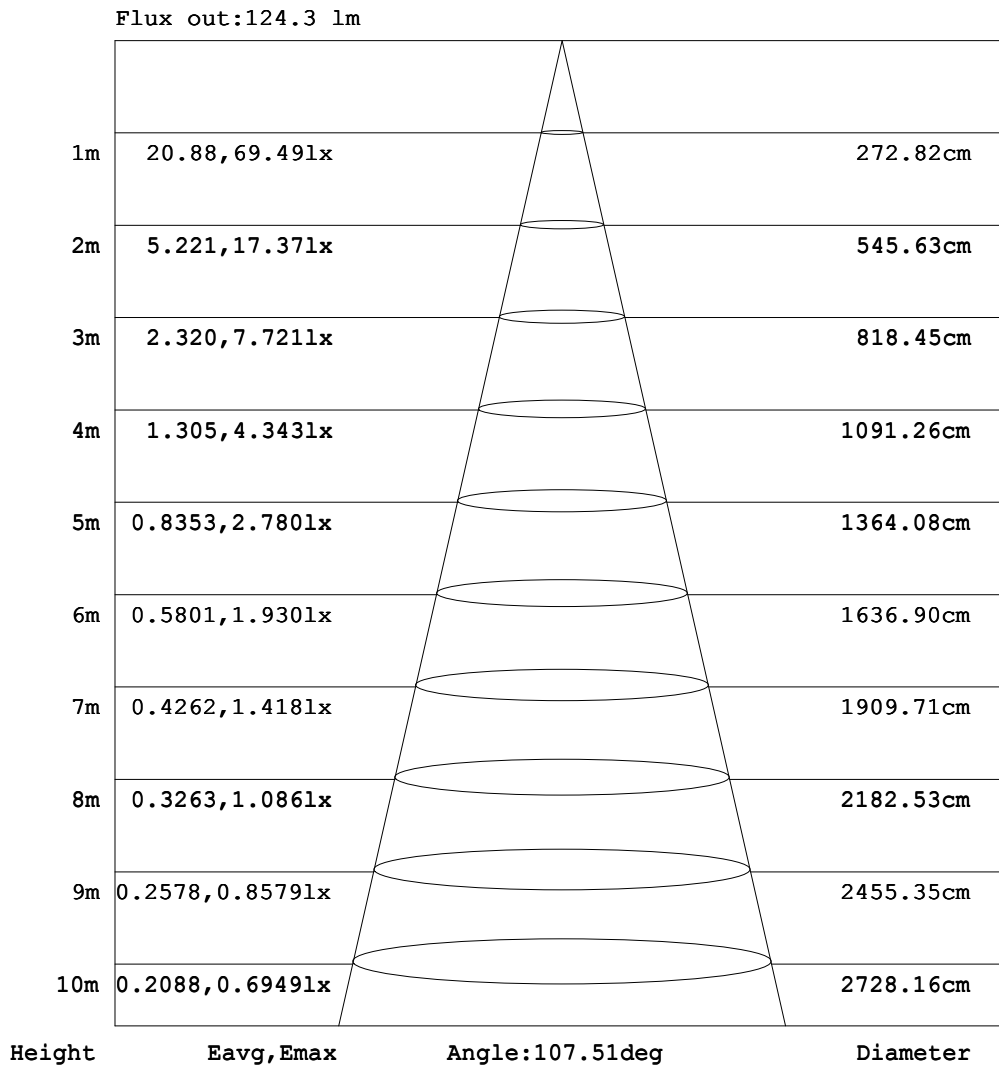 Flux out:124.3 lm
1m 20.88,69.49lx 272.82cm
2m 5.221,17.37lx 545.63cm
3m 2.320,7.721lx 818.45cm
4m 1.305,4.343lx 1091.26cm
5m 0.8353,2.780lx 1364.08cm
6m 0.5801,1.930lx 1636.90cm
7m 0.4262,1.418lx 1909.71cm
8m 0.3263,1.086lx 2182.53cm
9m 0.2578,0.8579lx 2455.35cm
10m 0.2088,0.6949lx 2728.16cm
Height Eavg,Emax Angle:107.51deg Diameter